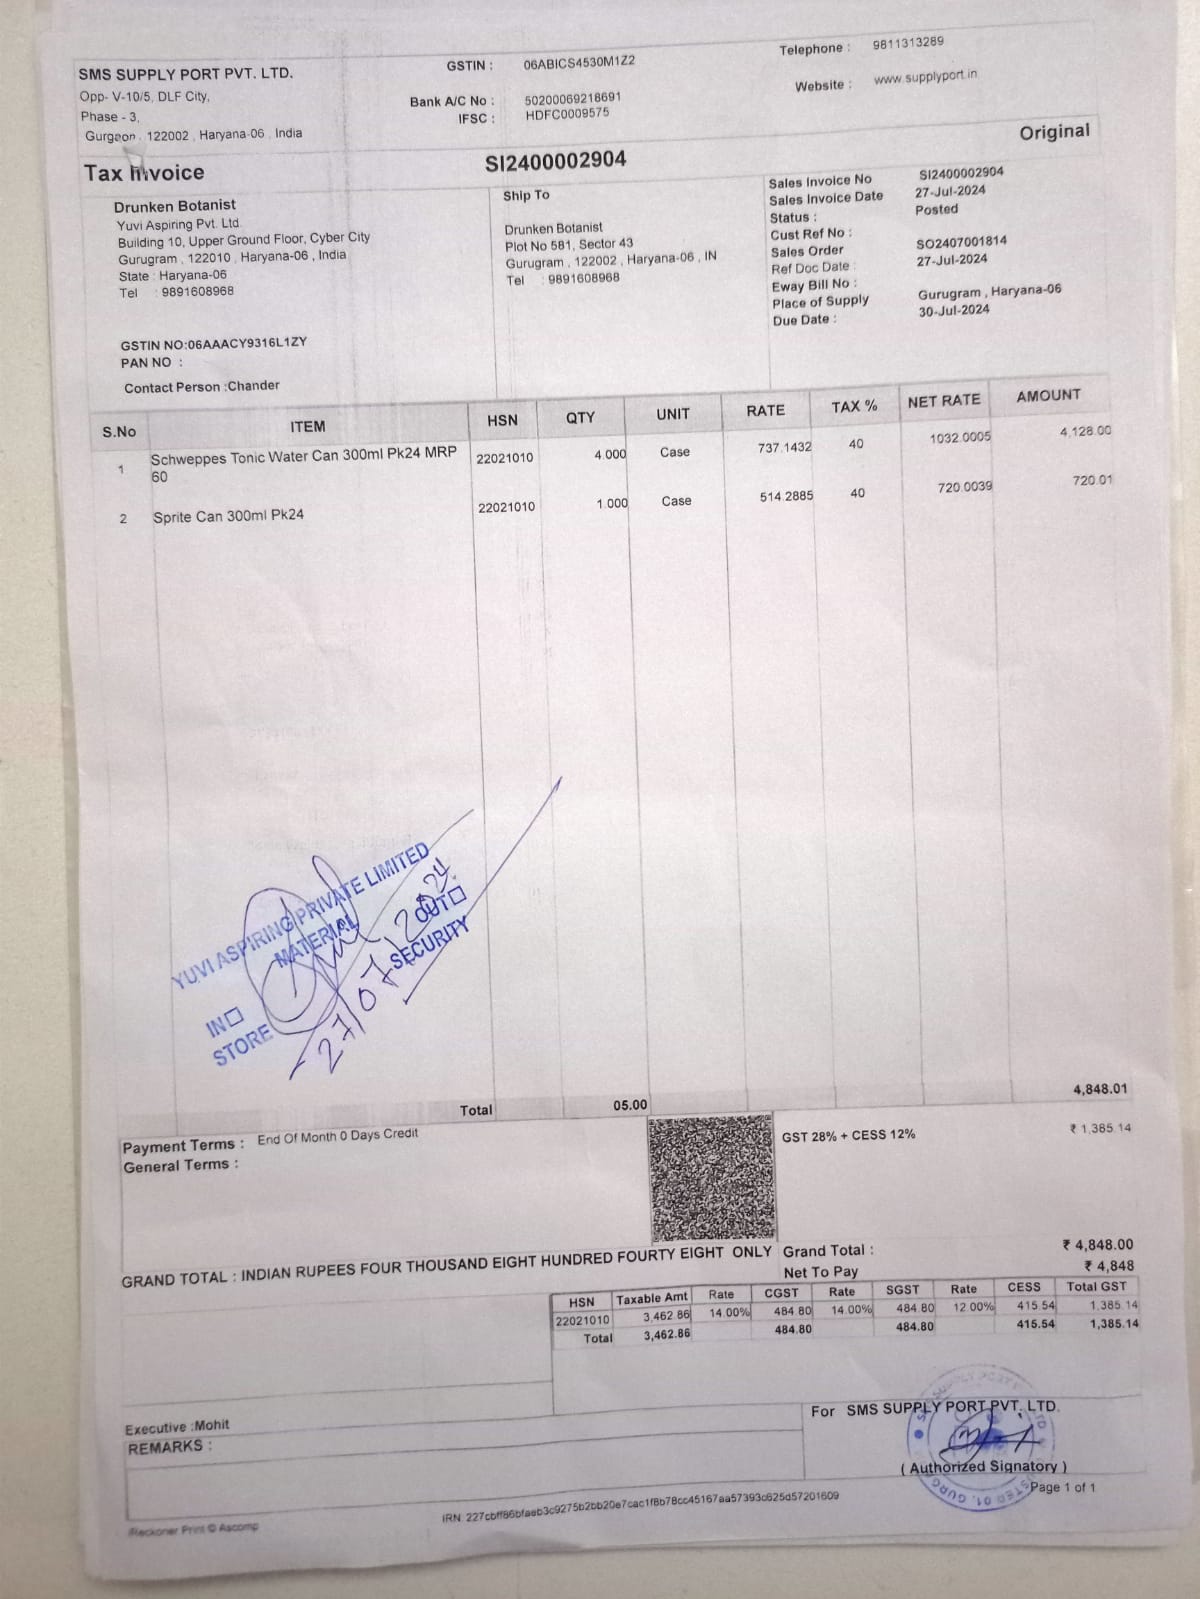 SMS SUPPLY PORT PVT. LTD.
Opp- V-10/5, DLF City,
Phase - 3,
Gurgaon , 122002 , Haryana-06 , India
GSTIN : 06ABICS4530M1Z2
Bank A/C No : 50200069218691
IFSC : HDFC0009575
Telephone : 9811313289
Website : www.supplyport.in
Original
Tax Invoice
SI2400002904
Drunken Botanist
Yuvi Aspiring Pvt. Ltd.
Building 10, Upper Ground Floor, Cyber City
Gurugram , 122010 , Haryana-06 , India
State : Haryana-06
Tel : 9891608968
GSTIN NO:06AAACY9316L1ZY
PAN NO :
Contact Person :Chander
Ship To
Drunken Botanist
Plot No 581, Sector 43
Gurugram , 122002 , Haryana-06 , IN
Tel : 9891608968
Sales Invoice No SI2400002904
Sales Invoice Date 27-Jul-2024
Status : Posted
Cust Ref No :
Sales Order SO2407001814
Ref Doc Date : 27-Jul-2024
Eway Bill No :
Place of Supply Gurugram , Haryana-06
Due Date : 30-Jul-2024
S.No ITEM HSN QTY UNIT RATE TAX % NET RATE AMOUNT
1 Schweppes Tonic Water Can 300ml Pk24 MRP 22021010 4.000 Case 737.1432 40 1032.0005 4,128.00
60
2 Sprite Can 300ml Pk24 22021010 1.000 Case 514.2885 40 720.0039 720.01
YUVI ASPIRING PRIVATE LIMITED
MATERIAL
IN OUT
STORE SECURITY
27/07/2024
Total 05.00 4,848.01
Payment Terms : End Of Month 0 Days Credit
General Terms :
GST 28% + CESS 12% ₹ 1,385.14
GRAND TOTAL : INDIAN RUPEES FOUR THOUSAND EIGHT HUNDRED FOURTY EIGHT ONLY
Grand Total : ₹ 4,848.00
Net To Pay ₹ 4,848
HSN Taxable Amt Rate CGST Rate SGST Rate CESS Total GST
22021010 3,462.86 14.00% 484.80 14.00% 484.80 12.00% 415.54 1,385.14
Total 3,462.86 484.80 484.80 415.54 1,385.14
Executive :Mohit
REMARKS :
For SMS SUPPLY PORT PVT. LTD.
( Authorized Signatory )
Page 1 of 1
IRN: 227cbff86bfaeb3c9275b2bb20e7cac1f8b78cc45167aa57393c625d57201609
iReckoner Print © Ascomp